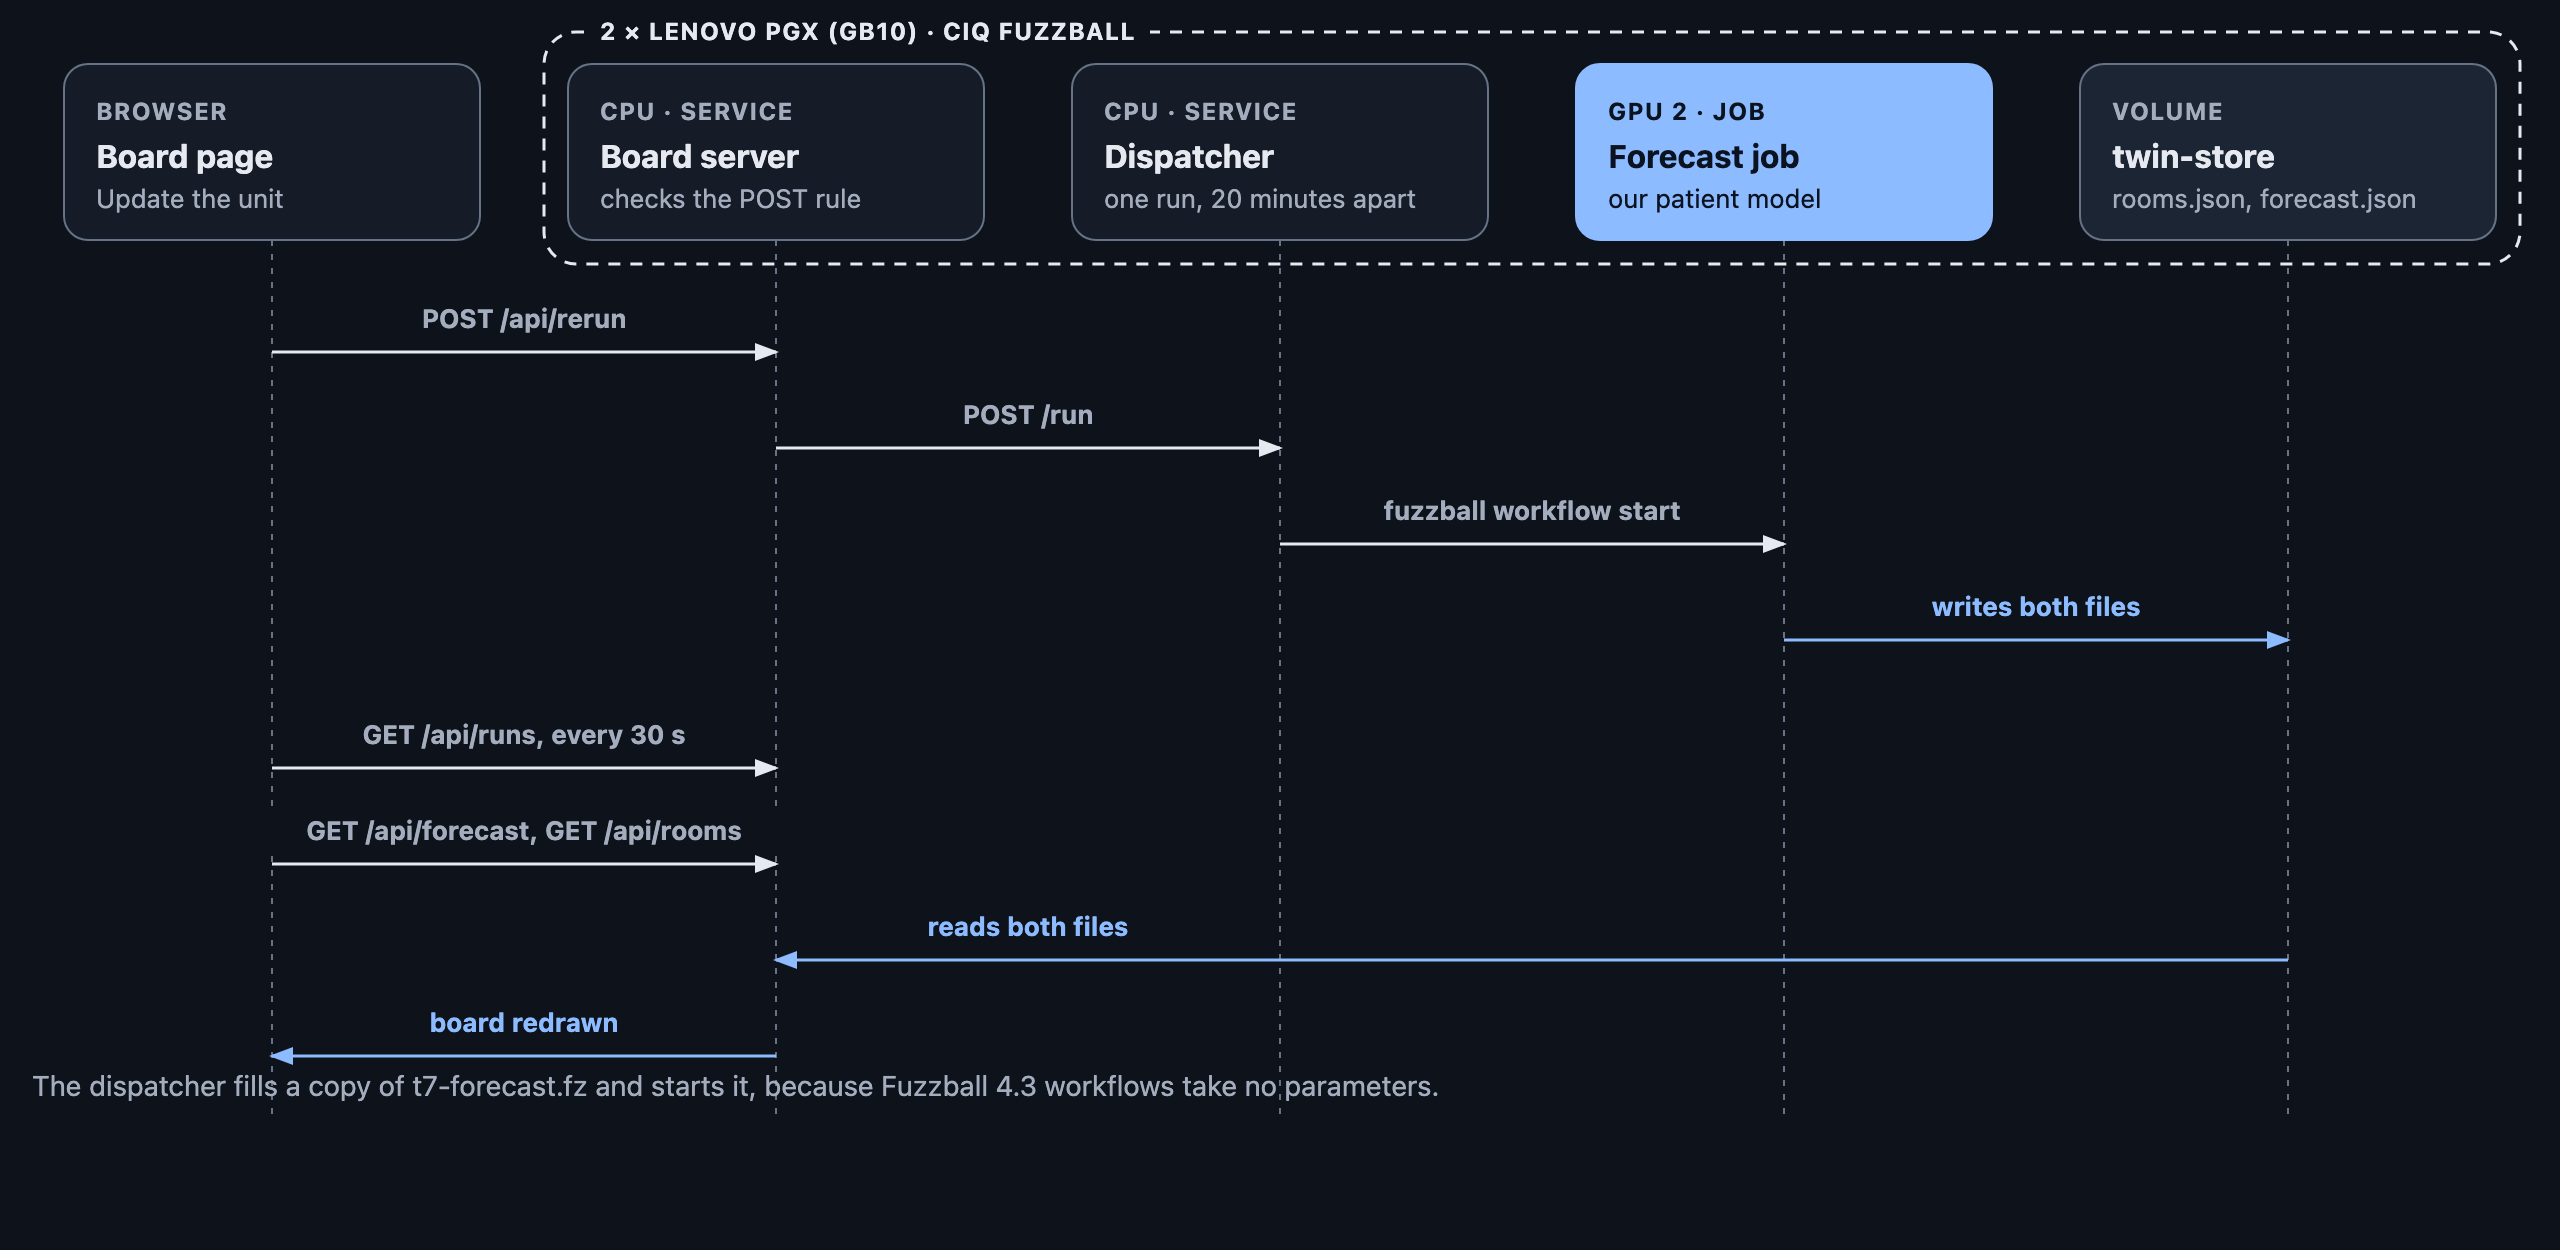 2 × LENOVO PGX (GB10) · CIQ FUZZBALL
BROWSER
Board page
Update the unit
CPU · SERVICE
Board server
checks the POST rule
CPU · SERVICE
Dispatcher
one run, 20 minutes apart
GPU 2 · JOB
Forecast job
our patient model
VOLUME
twin-store
rooms.json, forecast.json
POST /api/rerun
POST /run
fuzzball workflow start
writes both files
GET /api/runs, every 30 s
GET /api/forecast, GET /api/rooms
reads both files
board redrawn
The dispatcher fills a copy of t7-forecast.fz and starts it, because Fuzzball 4.3 workflows take no parameters.